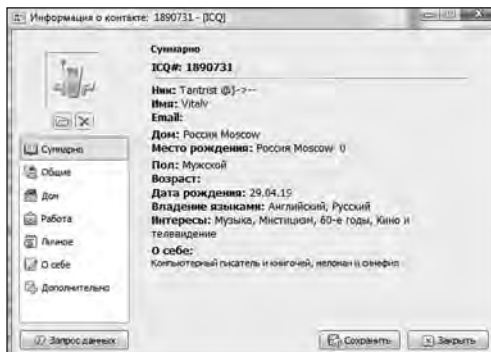 Информация о контакте: 1890731 - [ICQ]
Суммарно
ICQ#: 1890731
Ник: Tantrist @}->--
Имя: Vitaly
Email:
Дом: Россия Moscow
Место рождения: Россия Moscow 0
Пол: Мужской
Возраст:
Дата рождения: 29.04.19
Владение языками: Английский, Русский
Интересы: Музыка, Мистицизм, 60-е годы, Кино и
телевидение
О себе:
Компьютерный писатель и книгочей, меломан и синефил
Суммарно
Общие
Дом
Работа
Личное
О себе
Дополнительно
Запрос данных
Сохранить
Закрыть